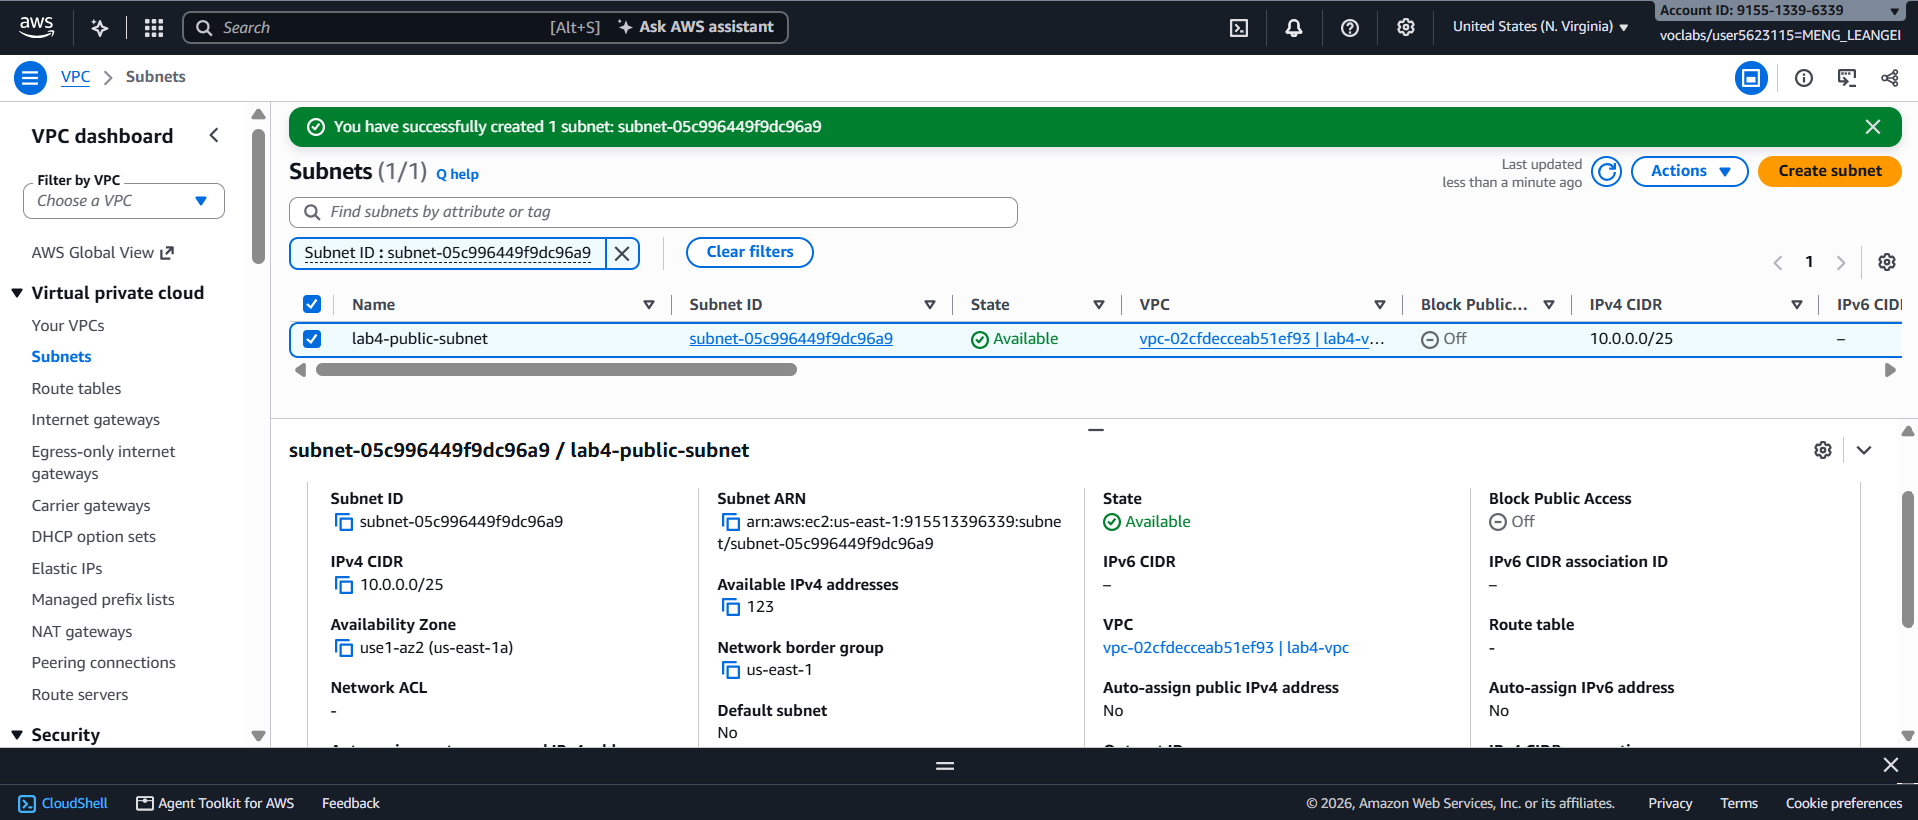 aws
Search [Alt+S] Ask AWS assistant
United States (N. Virginia)
Account ID: 9155-1339-6339
voclabs/user5623115=MENG_LEANGEI
VPC > Subnets
VPC dashboard
Filter by VPC
Choose a VPC
AWS Global View
Virtual private cloud
Your VPCs
Subnets
Route tables
Internet gateways
Egress-only internet
gateways
Carrier gateways
DHCP option sets
Elastic IPs
Managed prefix lists
NAT gateways
Peering connections
Route servers
Security
You have successfully created 1 subnet: subnet-05c996449f9dc96a9
Subnets (1/1) Q help
Last updated
less than a minute ago
Actions
Create subnet
Find subnets by attribute or tag
Subnet ID : subnet-05c996449f9dc96a9
Clear filters
1
Name Subnet ID State VPC Block Public... IPv4 CIDR IPv6 CID
lab4-public-subnet subnet-05c996449f9dc96a9 Available vpc-02cfdecceab51ef93 | lab4-v... Off 10.0.0.0/25 –
subnet-05c996449f9dc96a9 / lab4-public-subnet
Subnet ID
subnet-05c996449f9dc96a9
IPv4 CIDR
10.0.0.0/25
Availability Zone
use1-az2 (us-east-1a)
Network ACL
-
Subnet ARN
arn:aws:ec2:us-east-1:915513396339:subne
t/subnet-05c996449f9dc96a9
Available IPv4 addresses
123
Network border group
us-east-1
Default subnet
No
State
Available
IPv6 CIDR
–
VPC
vpc-02cfdecceab51ef93 | lab4-vpc
Auto-assign public IPv4 address
No
Block Public Access
Off
IPv6 CIDR association ID
–
Route table
-
Auto-assign IPv6 address
No
CloudShell Agent Toolkit for AWS Feedback
© 2026, Amazon Web Services, Inc. or its affiliates. Privacy Terms Cookie preferences